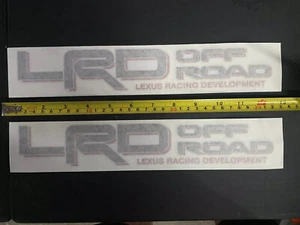 LRD OFF
ROAD
LEXUS RACING DEVELOPMENT
LRD OFF
ROAD
LEXUS RACING DEVELOPMENT